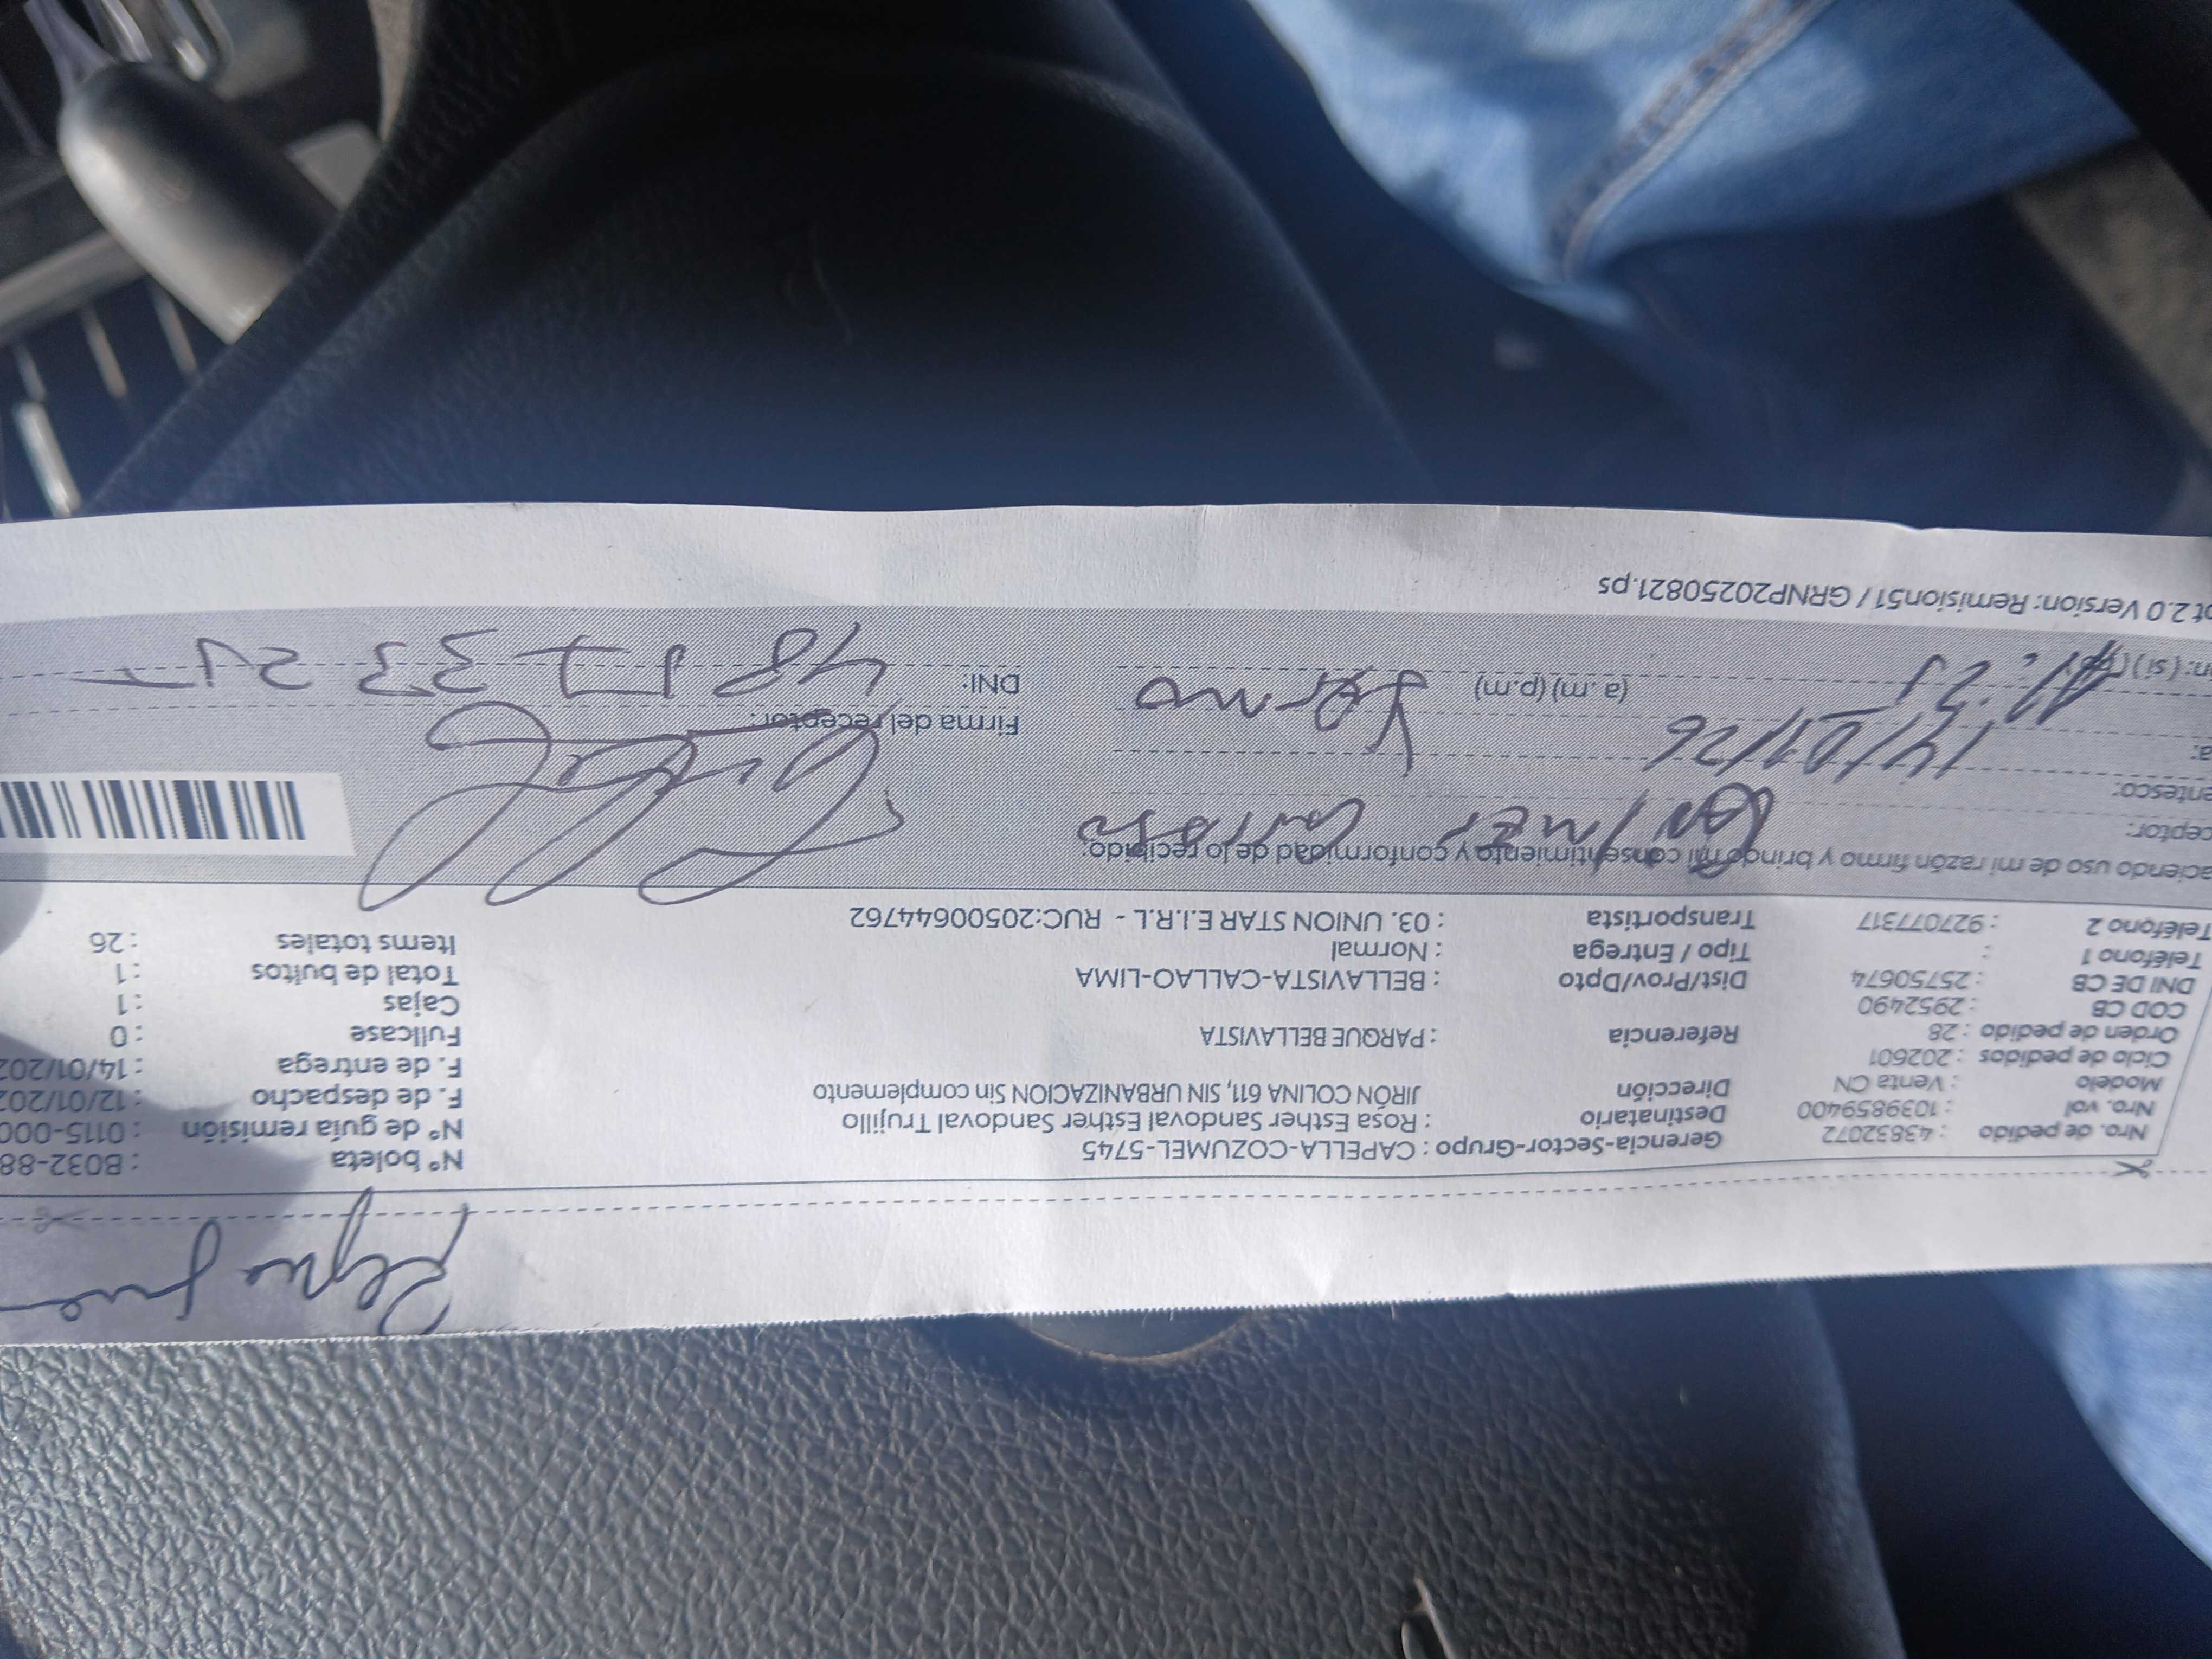 Nro. de pedido : 43832072
Nro. vol : 1039859400
Modelo : Venta CN
Ciclo de pedidos : 202601
Orden de pedido : 28
COD CB : 2952490
DNI DE CB : 25750674
Teléfono 1 :
Teléfono 2 : 927077317
Gerencia-Sector-Grupo : CAPELLA-COZUMEL-5745
Destinatario : Rosa Esther Sandoval Esther Sandoval Trujillo
Dirección JIRÓN COLINA 611, SIN URBANIZACION Sin complemento
Referencia : PARQUE BELLAVISTA
Dist/Prov/Dpto : BELLAVISTA-CALLAO-LIMA
Tipo / Entrega : Normal
Transportista : 03. UNION STAR E.I.R.L - RUC:20500644762
N° boleta : B032-88
N° de guía remisión : 0115-000
F. de despacho : 12/01/202
F. de entrega : 14/01/202
Fullcase : 0
Cajas : 1
Total de bultos : 1
Items totales : 26
aciendo uso de mi razón firmo y brindo mi consentimiento y conformidad de lo recibido:
ceptor:
entesco: Yerno
a: 14/01/26
n: (si) (a.m) (p.m)
Firma del receptor:
DNI:
ot 2.0 Version: Remision51 / GRNP20250821.ps